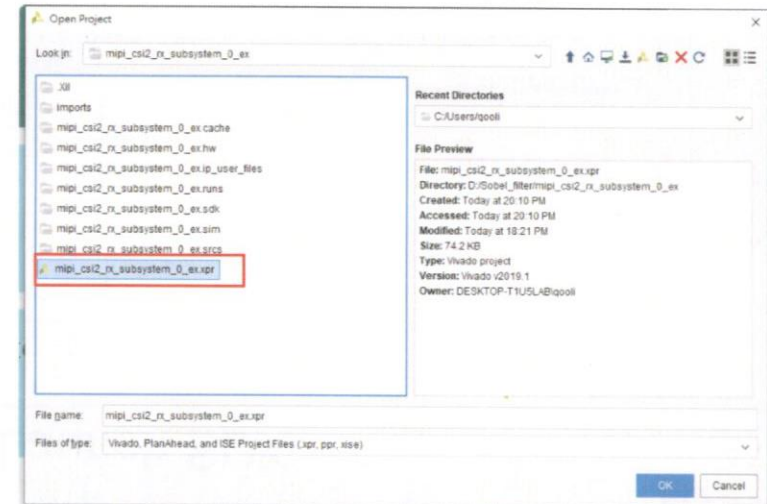 Open Project
Look in: mipi_csi2_rx_subsystem_0_ex
.Xil
imports
mipi_csi2_rx_subsystem_0_ex.cache
mipi_csi2_rx_subsystem_0_ex.hw
mipi_csi2_rx_subsystem_0_ex.ip_user_files
mipi_csi2_rx_subsystem_0_ex.runs
mipi_csi2_rx_subsystem_0_ex.sdk
mipi_csi2_rx_subsystem_0_ex.sim
mipi_csi2_rx_subsystem_0_ex.srcs
mipi_csi2_rx_subsystem_0_ex.xpr
Recent Directories
C:/Users/qooli
File Preview
File: mipi_csi2_rx_subsystem_0_ex.xpr
Directory: D:/Sobel_filter/mipi_csi2_rx_subsystem_0_ex
Created: Today at 20:10 PM
Accessed: Today at 20:10 PM
Modified: Today at 18:21 PM
Size: 74.2 KB
Type: Vivado project
Version: Vivado v2019.1
Owner: DESKTOP-T1U5LAB\qooli
File name: mipi_csi2_rx_subsystem_0_ex.xpr
Files of type: Vivado, PlanAhead, and ISE Project Files (.xpr, .ppr, .xise)
OK Cancel